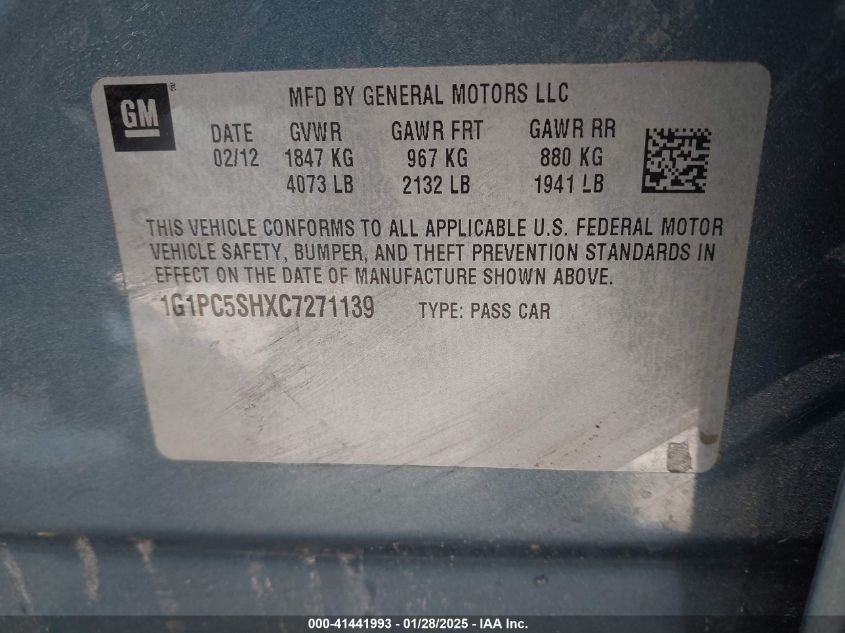 GM ®
MFD BY GENERAL MOTORS LLC
DATE GVWR GAWR FRT GAWR RR
02/12 1847 KG 967 KG 880 KG
4073 LB 2132 LB 1941 LB
THIS VEHICLE CONFORMS TO ALL APPLICABLE U.S. FEDERAL MOTOR
VEHICLE SAFETY, BUMPER, AND THEFT PREVENTION STANDARDS IN
EFFECT ON THE DATE OF MANUFACTURE SHOWN ABOVE.
1G1PC5SHXC7271139 TYPE: PASS CAR
000-41441993 - 01/28/2025 - IAA Inc.